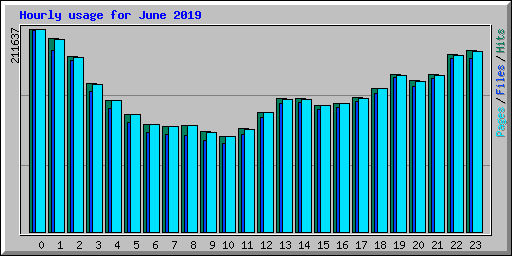 Hourly usage for June 2019
211637
Pages/Files/Hits
0 1 2 3 4 5 6 7 8 9 10 11 12 13 14 15 16 17 18 19 20 21 22 23